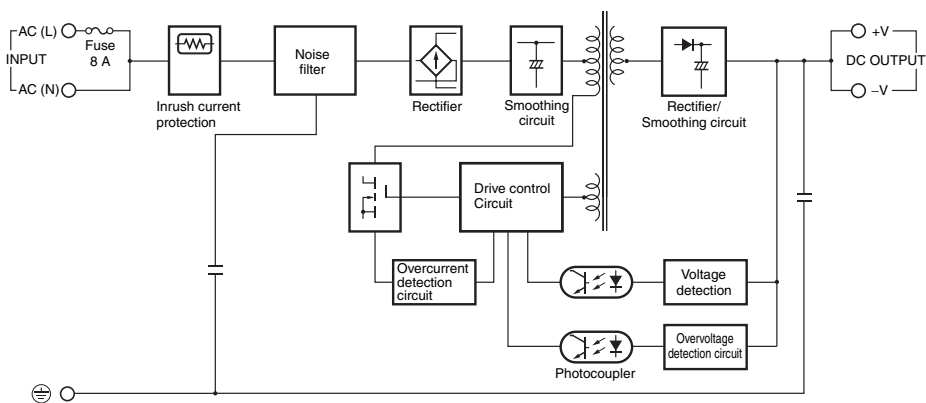 AC (L)
Fuse
8 A
INPUT
AC (N)
Inrush current
protection
Noise
filter
Rectifier
Smoothing
circuit
Rectifier/
Smoothing circuit
+V
DC OUTPUT
–V
Drive control
Circuit
Overcurrent
detection
circuit
Voltage
detection
Overvoltage
detection circuit
Photocoupler